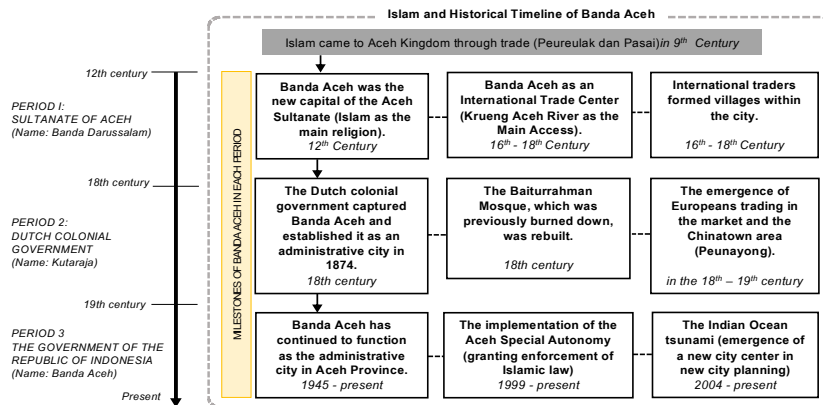 Islam and Historical Timeline of Banda Aceh
Islam came to Aceh Kingdom through trade (Peureulak dan Pasai)in 9th Century
12th century
PERIOD I:
SULTANATE OF ACEH
(Name: Banda Darussalam)
18th century
PERIOD 2:
DUTCH COLONIAL
GOVERNMENT
(Name: Kutaraja)
19th century
PERIOD 3
THE GOVERNMENT OF THE
REPUBLIC OF INDONESIA
(Name: Banda Aceh)
Present
MILESTONES OF BANDA ACEH IN EACH PERIOD
Banda Aceh was the
new capital of the Aceh
Sultanate (Islam as the
main religion).
12th Century
Banda Aceh as an
International Trade Center
(Krueng Aceh River as the
Main Access).
16th - 18th Century
International traders
formed villages within
the city.
16th - 18th Century
The Dutch colonial
government captured
Banda Aceh and
established it as an
administrative city in
1874.
18th century
The Baiturrahman
Mosque, which was
previously burned down,
was rebuilt.
18th century
The emergence of
Europeans trading in
the market and the
Chinatown area
(Peunayong).
in the 18th – 19th century
Banda Aceh has
continued to function
as the administrative
city in Aceh Province.
1945 - present
The implementation of the
Aceh Special Autonomy
(granting enforcement of
Islamic law)
1999 - present
The Indian Ocean
tsunami (emergence of
a new city center in
new city planning)
2004 - present